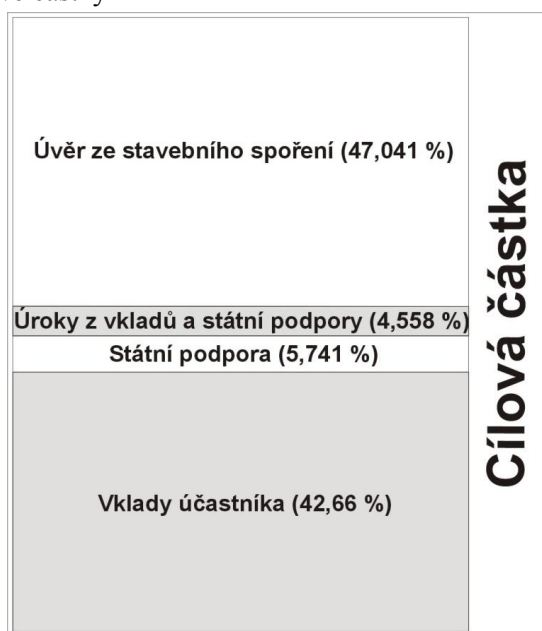 Úvěr ze stavebního spoření (47,041 %)
Úroky z vkladů a státní podpory (4,558 %)
Státní podpora (5,741 %)
Vklady účastníka (42,66 %)
Cílová částka